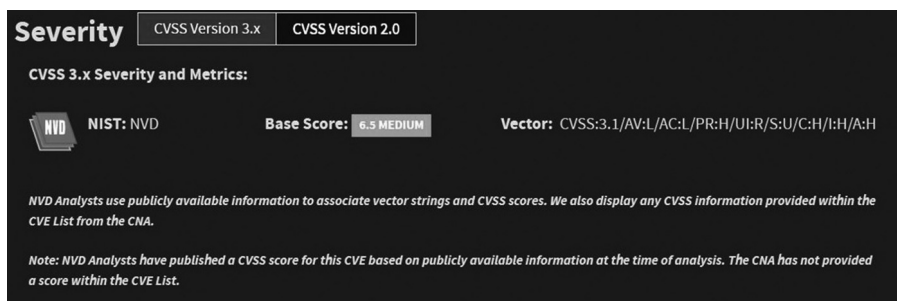 Severity CVSS Version 3.x CVSS Version 2.0
CVSS 3.x Severity and Metrics:
NVD NIST: NVD Base Score: 6.5 MEDIUM Vector: CVSS:3.1/AV:L/AC:L/PR:H/UI:R/S:U/C:H/I:H/A:H
NVD Analysts use publicly available information to associate vector strings and CVSS scores. We also display any CVSS information provided within the
CVE List from the CNA.
Note: NVD Analysts have published a CVSS score for this CVE based on publicly available information at the time of analysis. The CNA has not provided
a score within the CVE List.